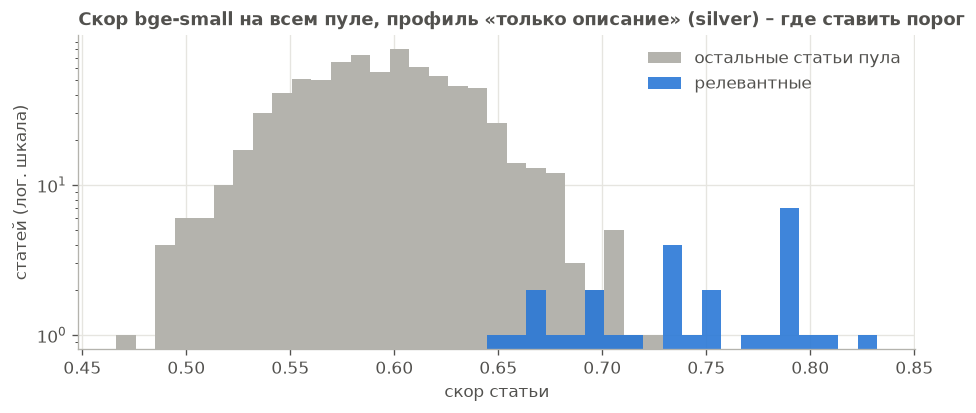 Скор bge-small на всем пуле, профиль «только описание» (silver) – где ставить порог
остальные статьи пула
релевантные
статей (лог. шкала)
10¹
10⁰
0.45 0.50 0.55 0.60 0.65 0.70 0.75 0.80 0.85
скор статьи